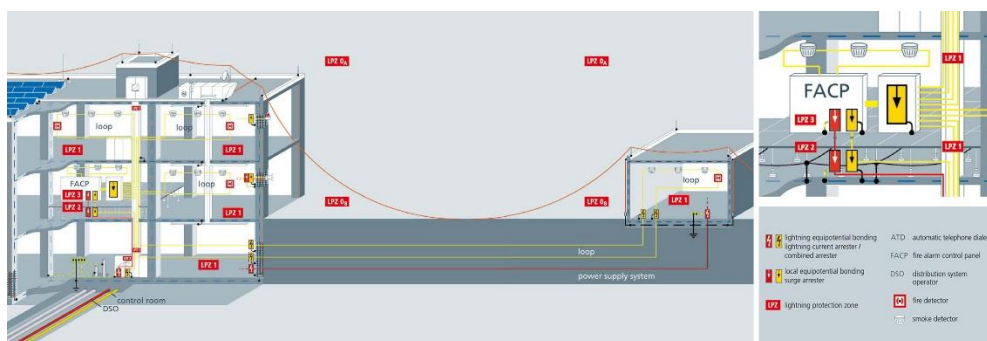 LPZ 0A
LPZ 0A
loop
LPZ 1
LPZ 1
FACP
loop
LPZ 3
LPZ 2
LPZ 1
LPZ 0B
LPZ 0B
loop
LPZ 1
LPZ 1
loop
power supply system
control room
DSO
LPZ 1
FACP
LPZ 3
LPZ 2
LPZ 1
lightning equipotential bonding
lightning current arrester /
combined arrester
local equipotential bonding
surge arrester
LPZ lightning protection zone
ATD automatic telephone dialer
FACP fire alarm control panel
DSO distribution system
operator
fire detector
smoke detector